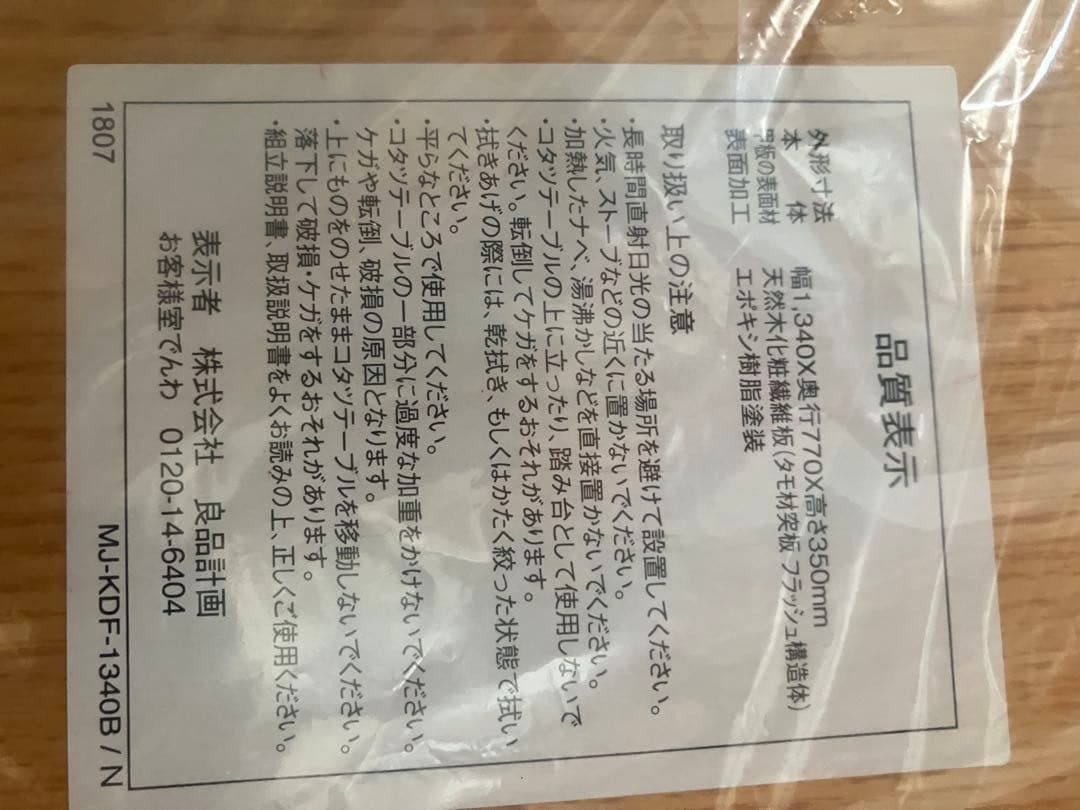 品質表示
外形寸法 幅1,340X奥行770X高さ350mm
本体 天然木化粧繊維板(タモ材突板フラッシュ構造体)
甲板の表面材
表面加工 エポキシ樹脂塗装
取り扱い上の注意
・長時間直射日光の当たる場所を避けて設置してください。
・火気、ストーブなどの近くに置かないでください。
・加熱したナベ、湯沸かしなどを直接置かないでください。
・コタツテーブルの上に立ったり、踏み台として使用しないで
ください。転倒してケガをするおそれがあります。
・拭きあげの際には、乾拭き、もしくはかたく絞った状態で拭い
てください。
・平らなところで使用してください。
・コタツテーブルの一部分に過度な加重をかけないでください。
ケガや転倒、破損の原因となります。
・上にものをのせたままコタツテーブルを移動しないでください。
落下して破損・ケガをするおそれがあります。
・組立説明書、取扱説明書をよくお読みの上、正しくご使用ください。
表示者 株式会社 良品計画
お客様室でんわ 0120-14-6404
1807 MJ-KDF-1340B/N